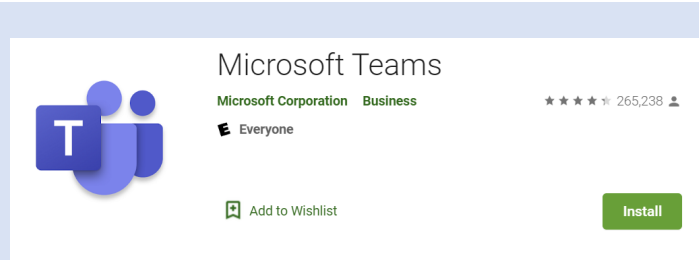 Microsoft Teams
Microsoft Corporation Business 265,238
E Everyone
T
Add to Wishlist
Install